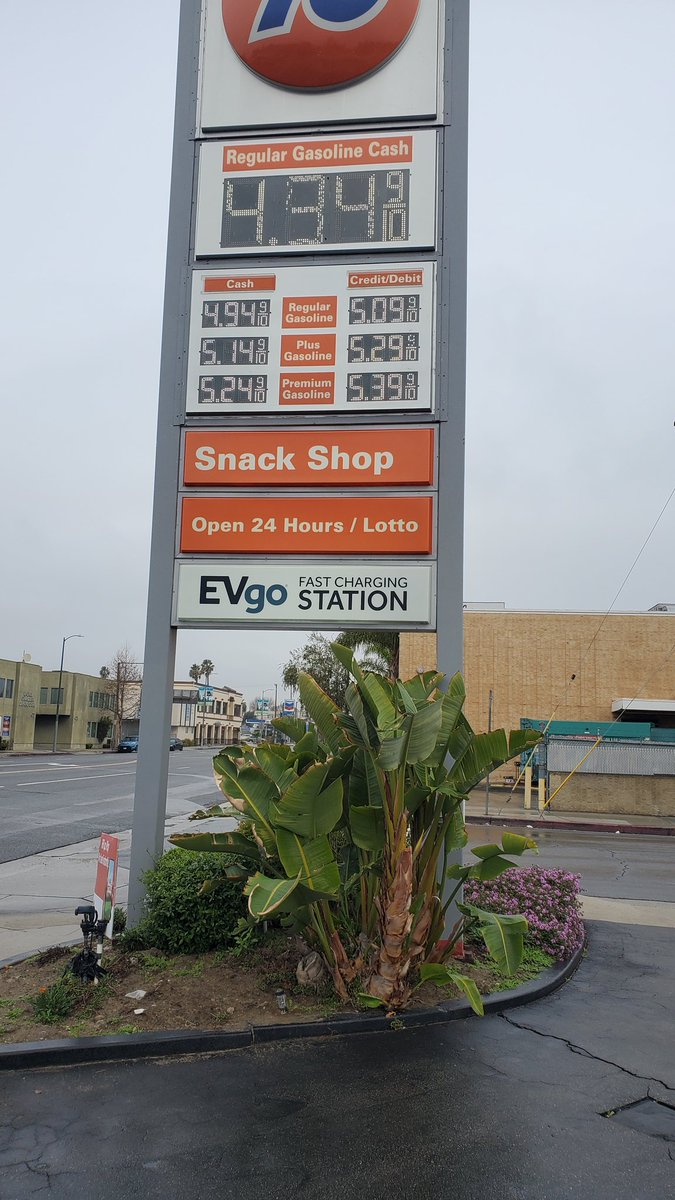 76
Regular Gasoline Cash
4.94 9/10
Cash Credit/Debit
4.94 9/10 Regular Gasoline 5.09 9/10
5.14 9/10 Plus Gasoline 5.29 9/10
5.24 9/10 Premium Gasoline 5.39 9/10
Snack Shop
Open 24 Hours / Lotto
EVgo FAST CHARGING STATION